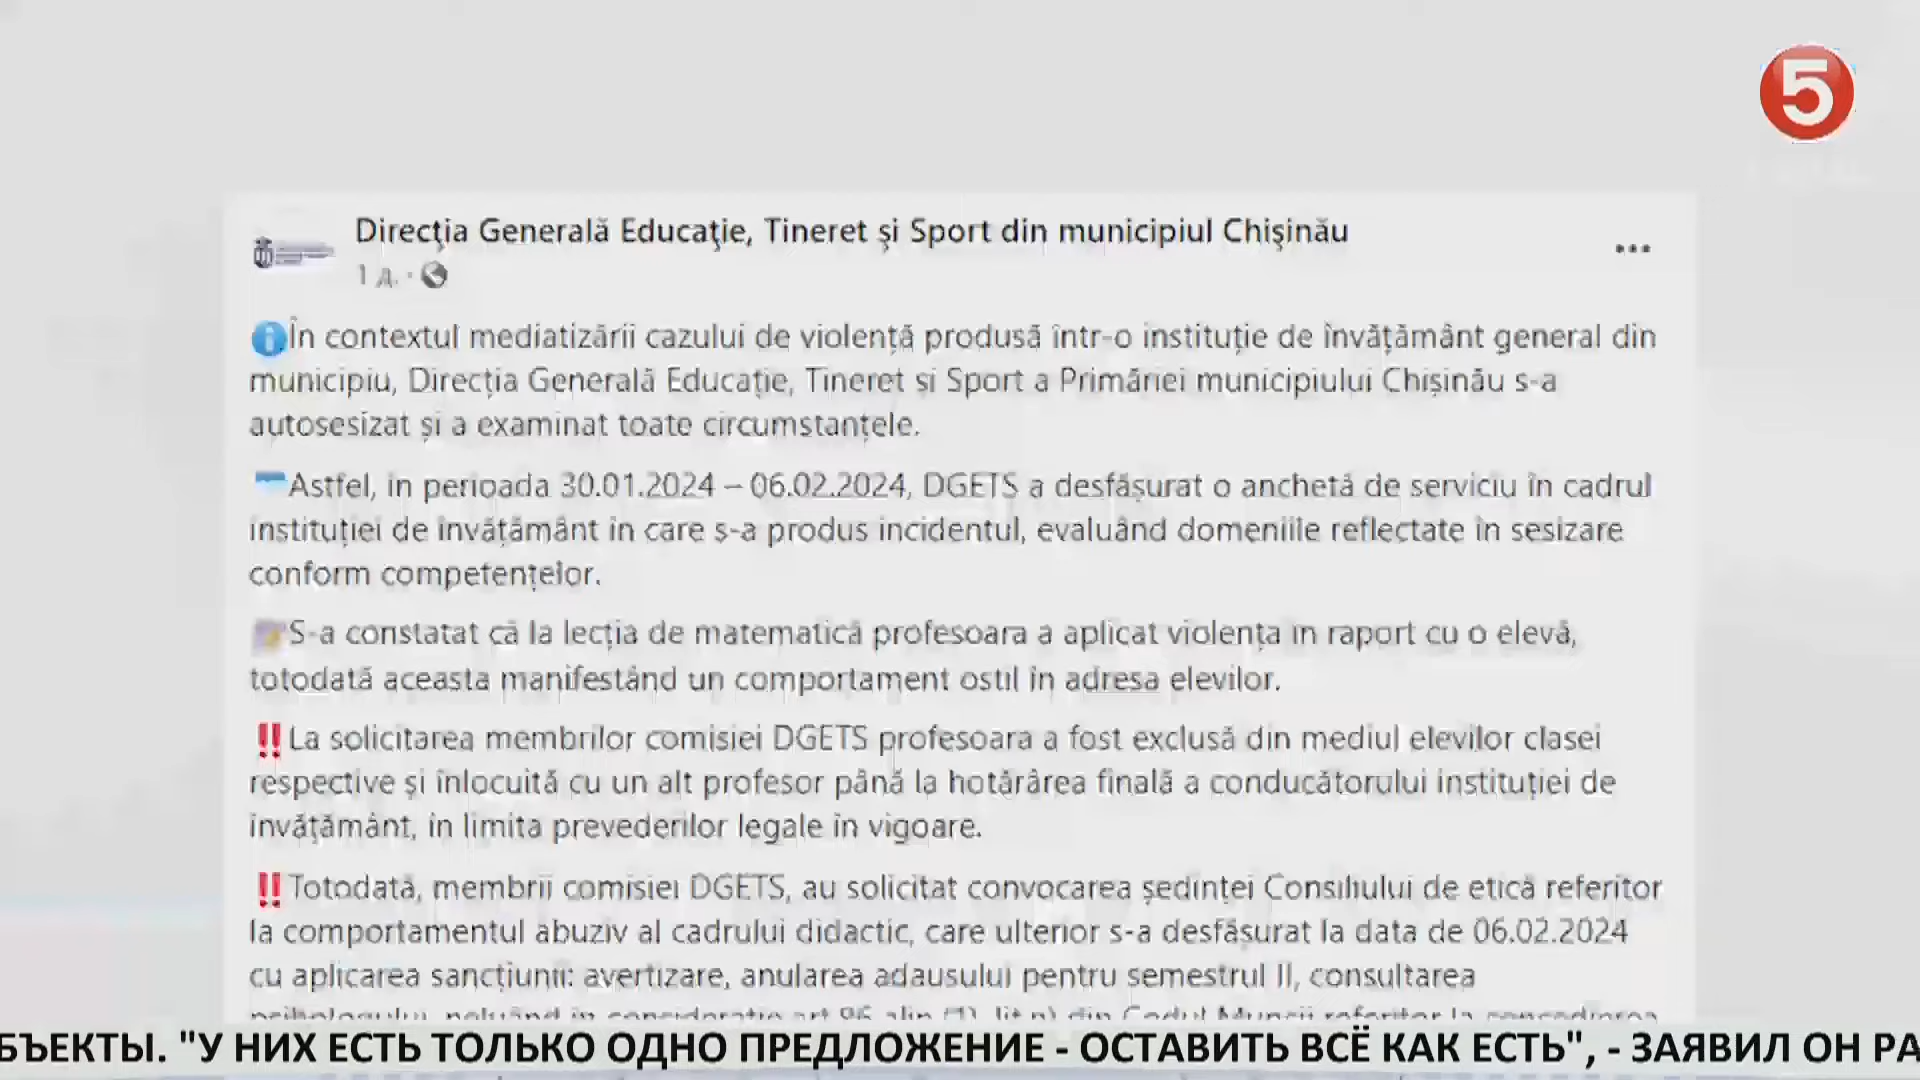 5
Direcţia Generală Educaţie, Tineret şi Sport din municipiul Chişinău
1 д.
În contextul mediatizării cazului de violență produsă într-o instituție de învățământ general din
municipiu, Direcția Generală Educație, Tineret si Sport a Primăriei municipiului Chișinău s-a
autosesizat și a examinat toate circumstanțele.
Astfel, in perioada 30.01.2024 – 06.02.2024, DGETS a desfășurat o anchetă de serviciu în cadrul
instituției de învățământ in care s-a produs incidentul, evaluând domeniile reflectate în sesizare
conform competențelor.
S-a constatat că la lecția de matematică profesoara a aplicat violența în raport cu o elevă,
totodată aceasta manifestând un comportament ostil în adresa elevilor.
‼️La solicitarea membrilor comisiei DGETS profesoara a fost exclusă din mediul elevilor clasei
respective și înlocuită cu un alt profesor până la hotărârea finală a conducătorului instituției de
învățământ, in limita prevederilor legale in vigoare.
‼️Totodată, membrii comisiei DGETS, au solicitat convocarea ședinței Consiliului de etică referitor
la comportamentul abuziv al cadrului didactic, care ulterior s-a desfășurat la data de 06.02.2024
cu aplicarea sancțiunii: avertizare, anularea adausului pentru semestrul II, consultarea
БЪЕКТЫ. "У НИХ ЕСТЬ ТОЛЬКО ОДНО ПРЕДЛОЖЕНИЕ - ОСТАВИТЬ ВСЁ КАК ЕСТЬ", - ЗАЯВИЛ ОН РА